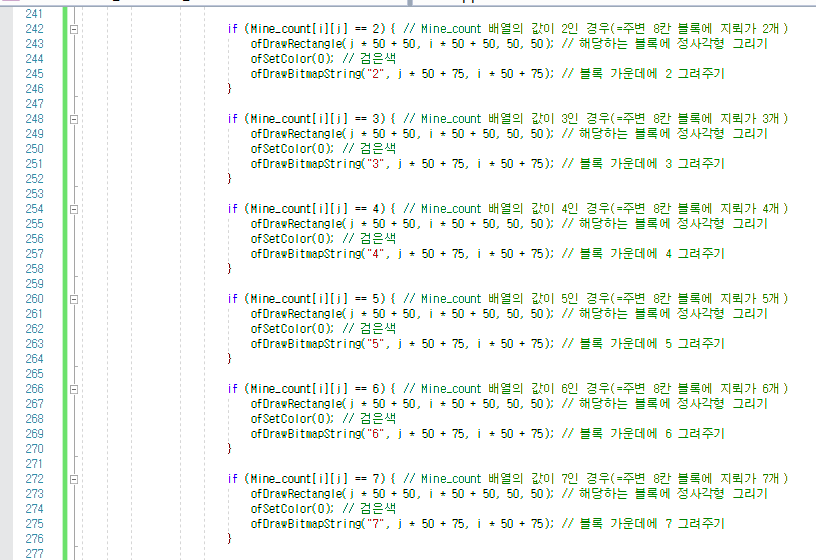 241
242 if (Mine_count[i][j] == 2) { // Mine_count 배열의 값이 2인 경우(=주변 8칸 블록에 지뢰가 2개)
243 ofDrawRectangle(j * 50 + 50, i * 50 + 50, 50, 50); // 해당하는 블록에 정사각형 그리기
244 ofSetColor(0); // 검은색
245 ofDrawBitmapString("2", j * 50 + 75, i * 50 + 75); // 블록 가운데에 2 그려주기
246 }
247
248 if (Mine_count[i][j] == 3) { // Mine_count 배열의 값이 3인 경우(=주변 8칸 블록에 지뢰가 3개)
249 ofDrawRectangle(j * 50 + 50, i * 50 + 50, 50, 50); // 해당하는 블록에 정사각형 그리기
250 ofSetColor(0); // 검은색
251 ofDrawBitmapString("3", j * 50 + 75, i * 50 + 75); // 블록 가운데에 3 그려주기
252 }
253
254 if (Mine_count[i][j] == 4) { // Mine_count 배열의 값이 4인 경우(=주변 8칸 블록에 지뢰가 4개)
255 ofDrawRectangle(j * 50 + 50, i * 50 + 50, 50, 50); // 해당하는 블록에 정사각형 그리기
256 ofSetColor(0); // 검은색
257 ofDrawBitmapString("4", j * 50 + 75, i * 50 + 75); // 블록 가운데에 4 그려주기
258 }
259
260 if (Mine_count[i][j] == 5) { // Mine_count 배열의 값이 5인 경우(=주변 8칸 블록에 지뢰가 5개)
261 ofDrawRectangle(j * 50 + 50, i * 50 + 50, 50, 50); // 해당하는 블록에 정사각형 그리기
262 ofSetColor(0); // 검은색
263 ofDrawBitmapString("5", j * 50 + 75, i * 50 + 75); // 블록 가운데에 5 그려주기
264 }
265
266 if (Mine_count[i][j] == 6) { // Mine_count 배열의 값이 6인 경우(=주변 8칸 블록에 지뢰가 6개)
267 ofDrawRectangle(j * 50 + 50, i * 50 + 50, 50, 50); // 해당하는 블록에 정사각형 그리기
268 ofSetColor(0); // 검은색
269 ofDrawBitmapString("6", j * 50 + 75, i * 50 + 75); // 블록 가운데에 6 그려주기
270 }
271
272 if (Mine_count[i][j] == 7) { // Mine_count 배열의 값이 7인 경우(=주변 8칸 블록에 지뢰가 7개)
273 ofDrawRectangle(j * 50 + 50, i * 50 + 50, 50, 50); // 해당하는 블록에 정사각형 그리기
274 ofSetColor(0); // 검은색
275 ofDrawBitmapString("7", j * 50 + 75, i * 50 + 75); // 블록 가운데에 7 그려주기
276 }
277